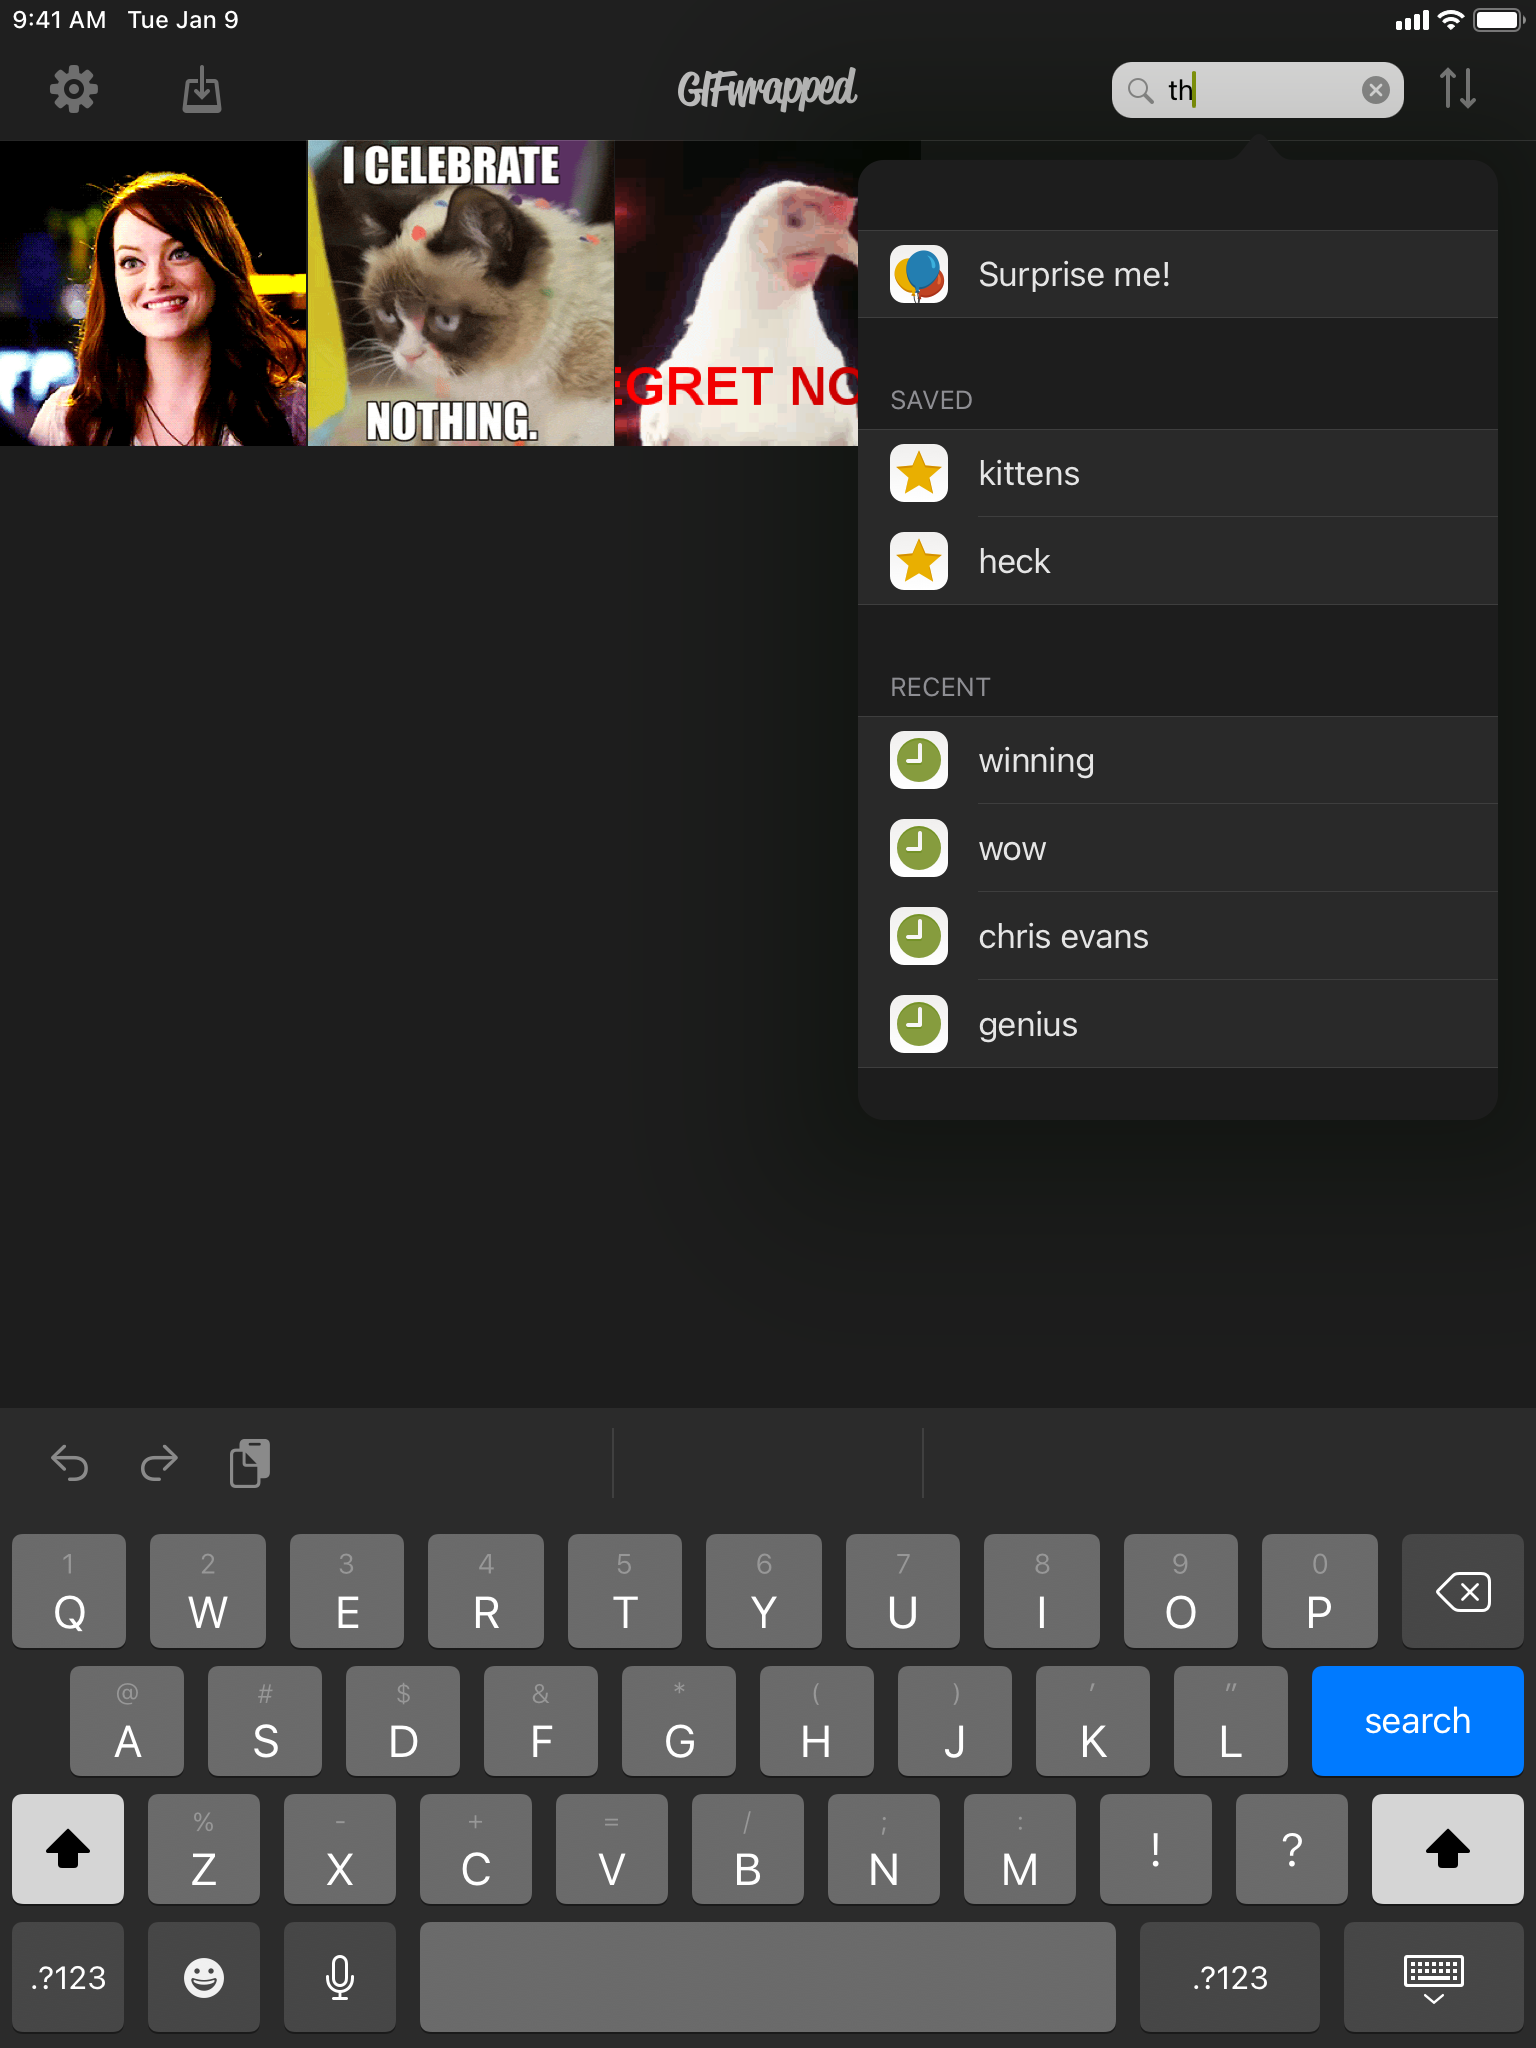 9:41 AM Tue Jan 9
GIFwrapped
th
I CELEBRATE
NOTHING.
EGRET NO
Surprise me!
SAVED
kittens
heck
RECENT
winning
wow
chris evans
genius
1 2 3 4 5 6 7 8 9 0
Q W E R T Y U I O P
@ # $ & * ( ) ' "
A S D F G H J K L search
% - + = / ; :
Z X C V B N M ! ?
.?123 .?123